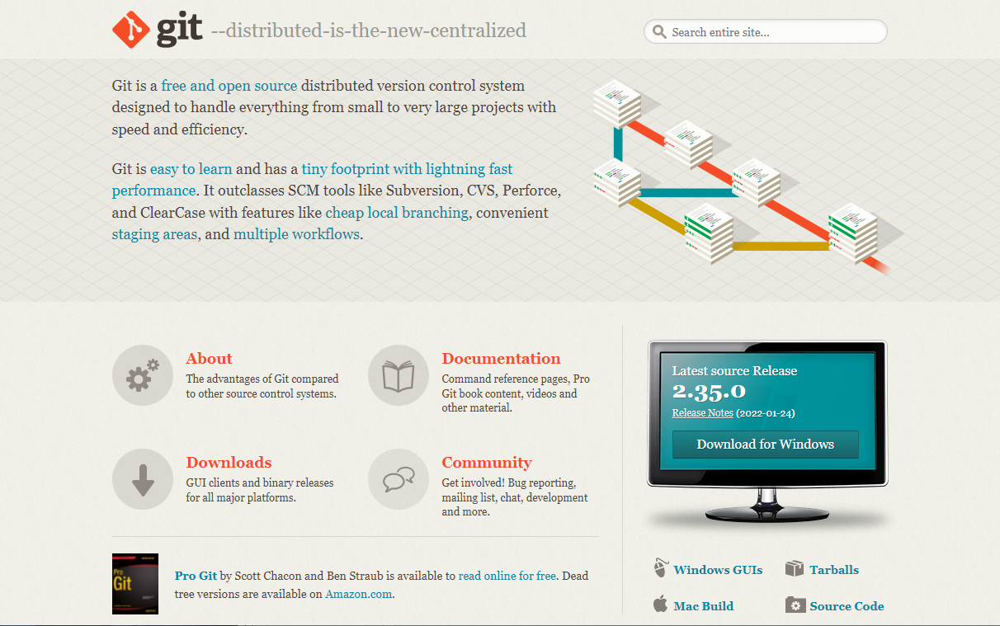 git --distributed-is-the-new-centralized
Search entire site...
Git is a free and open source distributed version control system
designed to handle everything from small to very large projects with
speed and efficiency.
Git is easy to learn and has a tiny footprint with lightning fast
performance. It outclasses SCM tools like Subversion, CVS, Perforce,
and ClearCase with features like cheap local branching, convenient
staging areas, and multiple workflows.
About
The advantages of Git compared
to other source control systems.
Documentation
Command reference pages, Pro
Git book content, videos and
other material.
Downloads
GUI clients and binary releases
for all major platforms.
Community
Get involved! Bug reporting,
mailing list, chat, development
and more.
Pro
Git
Pro Git by Scott Chacon and Ben Straub is available to read online for free. Dead
tree versions are available on Amazon.com.
Latest source Release
2.35.0
Release Notes (2022-01-24)
Download for Windows
Windows GUIs
Tarballs
Mac Build
Source Code